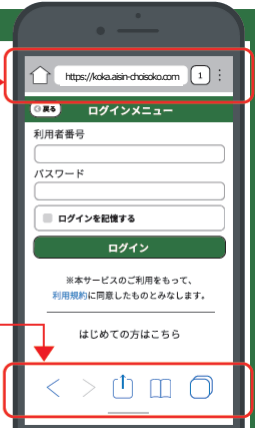 https://koka.aisin-choisoko.com
1
戻る
ログインメニュー
利用者番号
パスワード
ログインを記憶する
ログイン
※本サービスのご利用をもって、
利用規約に同意したものとみなします。
はじめての方はこちら